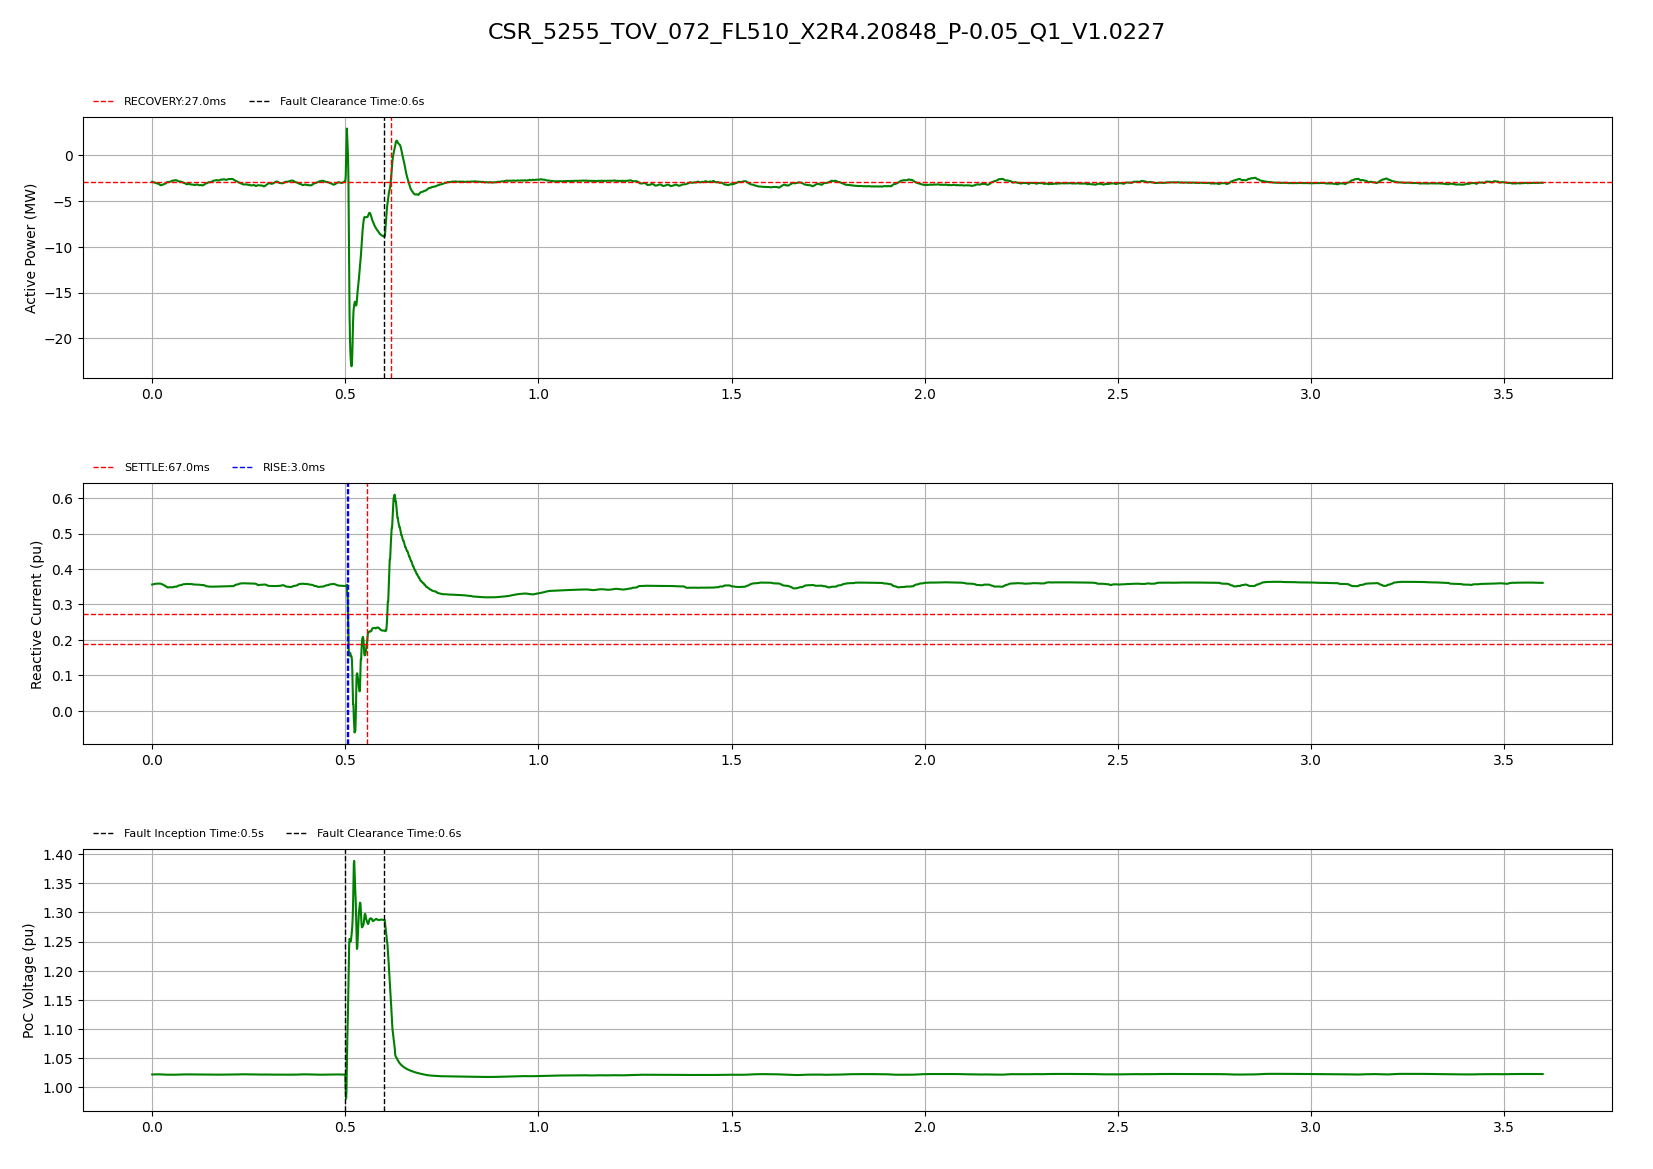 CSR_5255_TOV_072_FL510_X2R4.20848_P-0.05_Q1_V1.0227
RECOVERY:27.0ms Fault Clearance Time:0.6s
Active Power (MW)
0
−5
−10
−15
−20
0.0 0.5 1.0 1.5 2.0 2.5 3.0 3.5
SETTLE:67.0ms RISE:3.0ms
Reactive Current (pu)
0.6
0.5
0.4
0.3
0.2
0.1
0.0
0.0 0.5 1.0 1.5 2.0 2.5 3.0 3.5
Fault Inception Time:0.5s Fault Clearance Time:0.6s
PoC Voltage (pu)
1.40
1.35
1.30
1.25
1.20
1.15
1.10
1.05
1.00
0.0 0.5 1.0 1.5 2.0 2.5 3.0 3.5